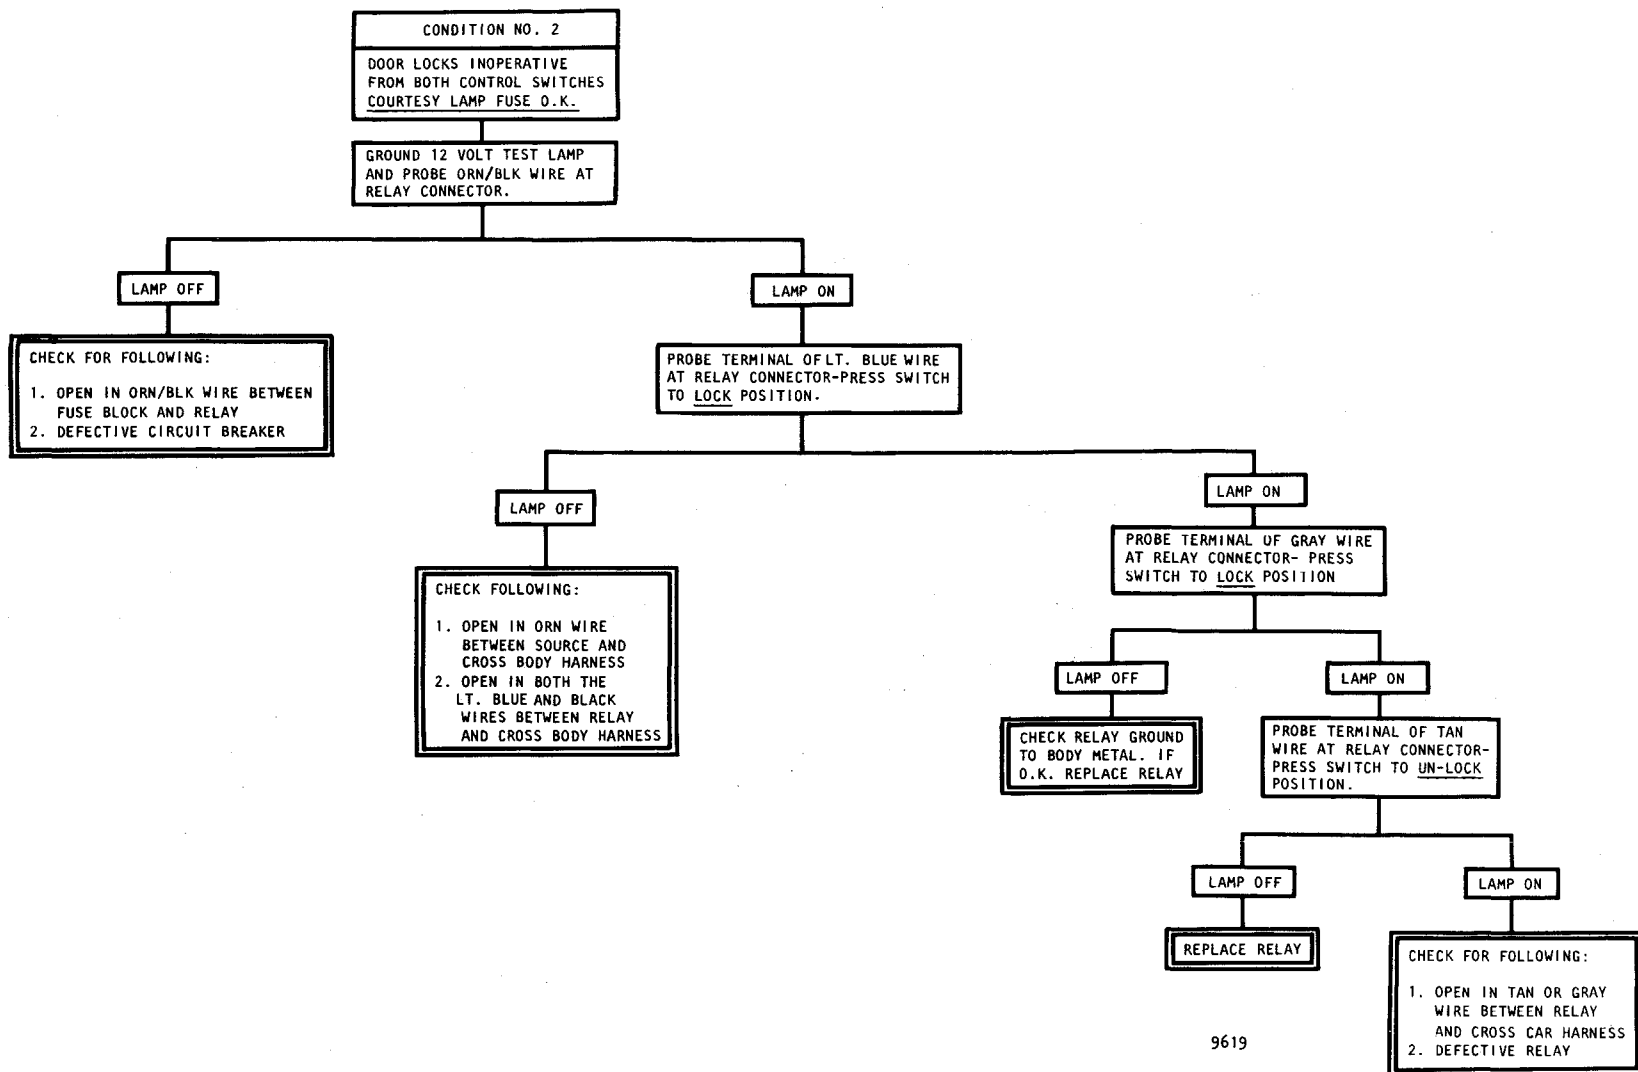 CONDITION NO. 2
DOOR LOCKS INOPERATIVE
FROM BOTH CONTROL SWITCHES
COURTESY LAMP FUSE O.K.
GROUND 12 VOLT TEST LAMP
AND PROBE ORN/BLK WIRE AT
RELAY CONNECTOR.
LAMP OFF
LAMP ON
CHECK FOR FOLLOWING:
1. OPEN IN ORN/BLK WIRE BETWEEN
FUSE BLOCK AND RELAY
2. DEFECTIVE CIRCUIT BREAKER
PROBE TERMINAL OF LT. BLUE WIRE
AT RELAY CONNECTOR-PRESS SWITCH
TO LOCK POSITION.
LAMP OFF
LAMP ON
CHECK FOLLOWING:
1. OPEN IN ORN WIRE
BETWEEN SOURCE AND
CROSS BODY HARNESS
2. OPEN IN BOTH THE
LT. BLUE AND BLACK
WIRES BETWEEN RELAY
AND CROSS BODY HARNESS
PROBE TERMINAL OF GRAY WIRE
AT RELAY CONNECTOR- PRESS
SWITCH TO LOCK POSITION
LAMP OFF
LAMP ON
CHECK RELAY GROUND
TO BODY METAL. IF
O.K. REPLACE RELAY
PROBE TERMINAL OF TAN
WIRE AT RELAY CONNECTOR-
PRESS SWITCH TO UN-LOCK
POSITION.
LAMP OFF
LAMP ON
REPLACE RELAY
CHECK FOR FOLLOWING:
1. OPEN IN TAN OR GRAY
WIRE BETWEEN RELAY
AND CROSS CAR HARNESS
2. DEFECTIVE RELAY
9619